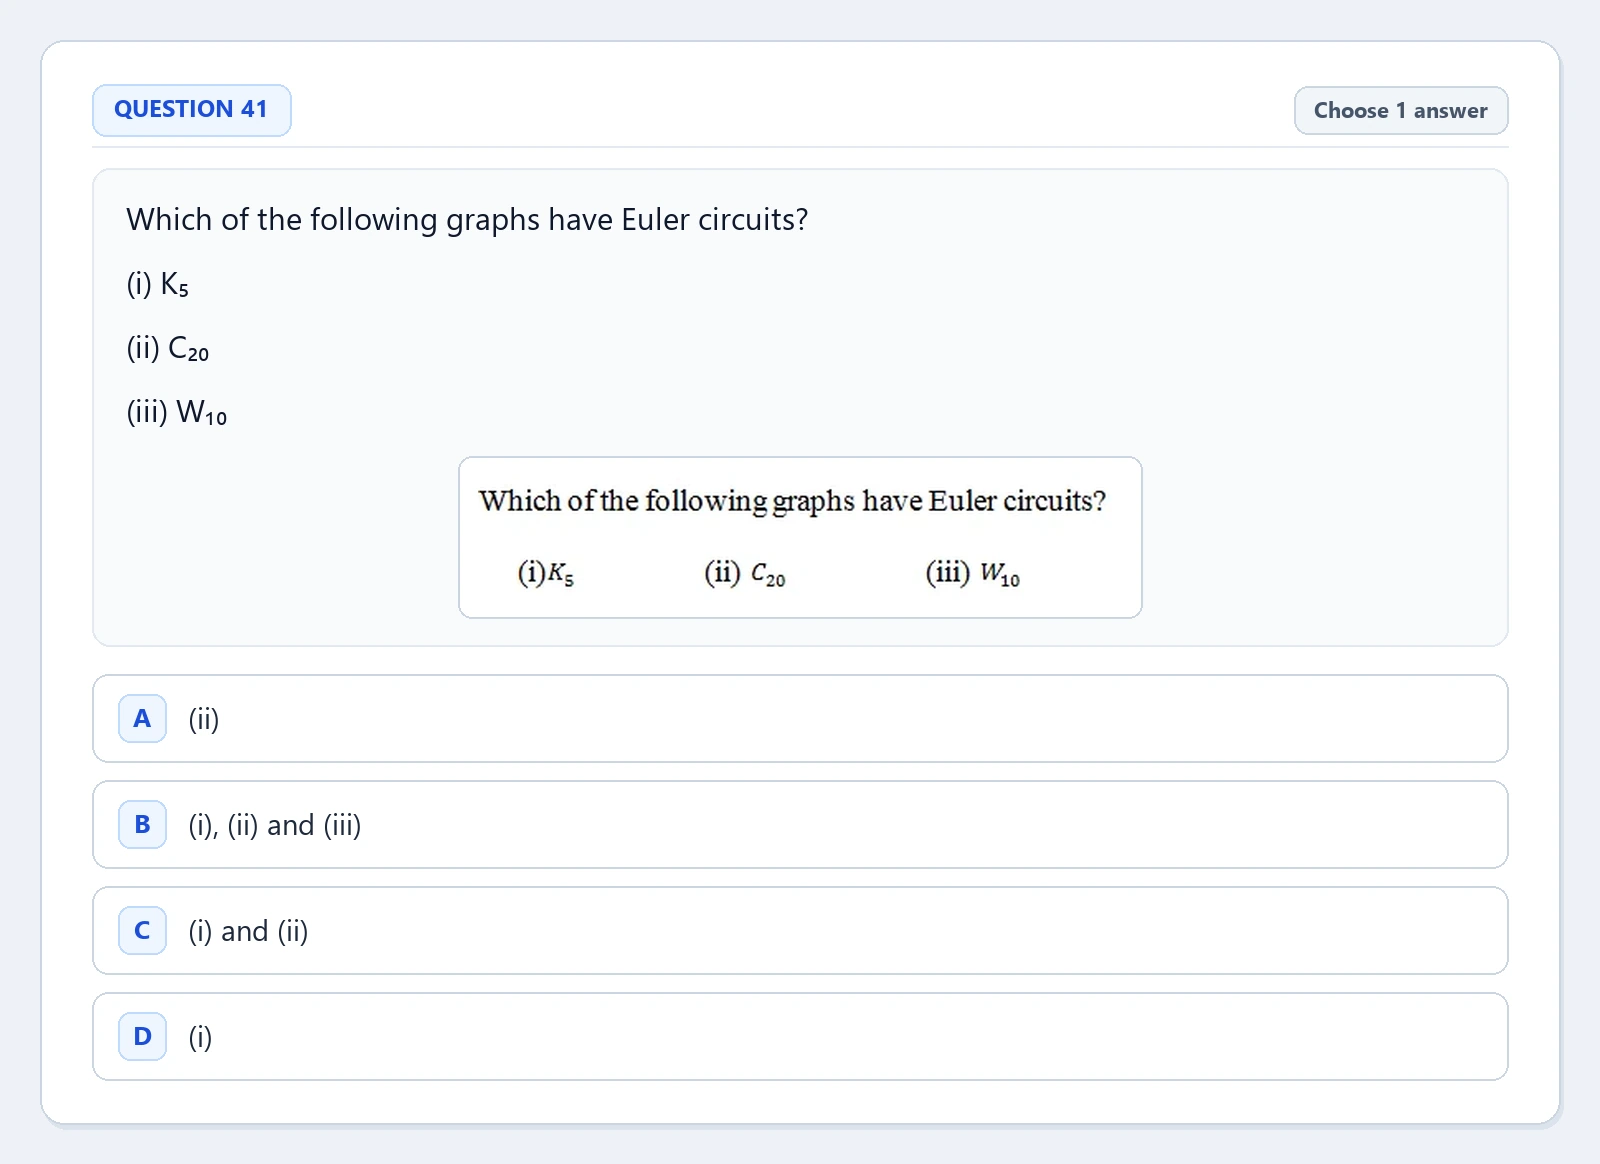 QUESTION 41
Choose 1 answer
Which of the following graphs have Euler circuits?
(i) K₅
(ii) C₂₀
(iii) W₁₀
Which of the following graphs have Euler circuits?
(i)K₅ (ii) C₂₀ (iii) W₁₀
A (ii)
B (i), (ii) and (iii)
C (i) and (ii)
D (i)